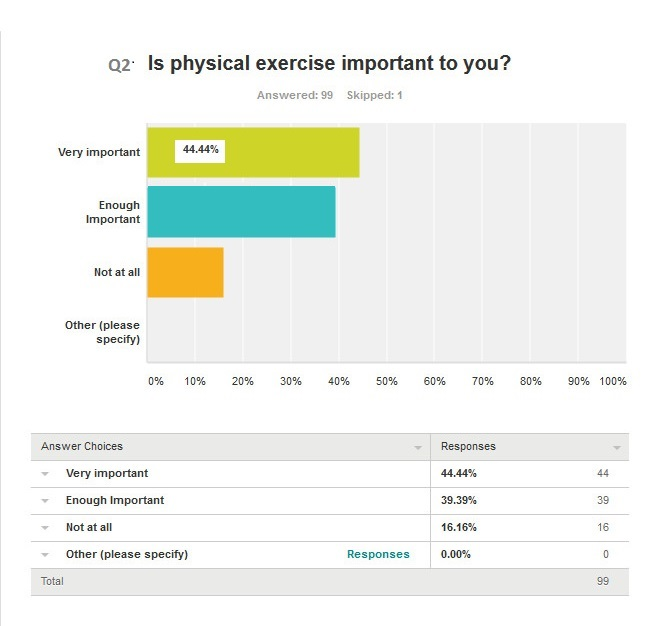 Q2 Is physical exercise important to you?
Answered: 99 Skipped: 1
Very important
44.44%
Enough
Important
Not at all
Other (please
specify)
0% 10% 20% 30% 40% 50% 60% 70% 80% 90% 100%
Answer Choices Responses
Very important 44.44% 44
Enough Important 39.39% 39
Not at all 16.16% 16
Other (please specify) Responses 0.00% 0
Total 99